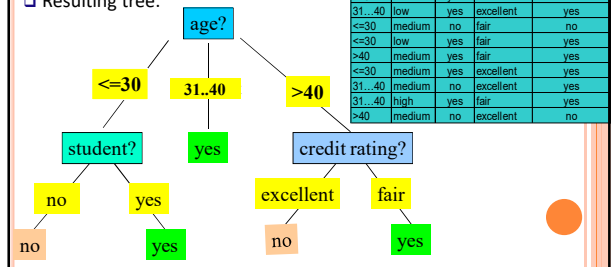 Resulting tree:
31…40 low yes excellent yes
<=30 medium no fair no
<=30 low yes fair yes
>40 medium yes fair yes
<=30 medium yes excellent yes
31…40 medium no excellent yes
31…40 high yes fair yes
>40 medium no excellent no
age?
<=30 31..40 >40
student? yes credit rating?
no yes excellent fair
no yes no yes